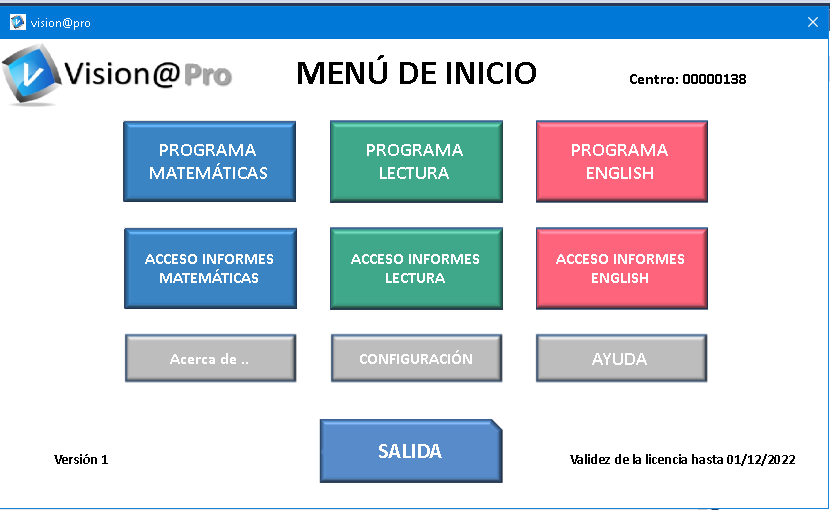 vision@pro
Vision@Pro
MENÚ DE INICIO
Centro: 00000138
PROGRAMA
MATEMÁTICAS
PROGRAMA
LECTURA
PROGRAMA
ENGLISH
ACCESO INFORMES
MATEMÁTICAS
ACCESO INFORMES
LECTURA
ACCESO INFORMES
ENGLISH
Acerca de ..
CONFIGURACIÓN
AYUDA
SALIDA
Versión 1
Validez de la licencia hasta 01/12/2022